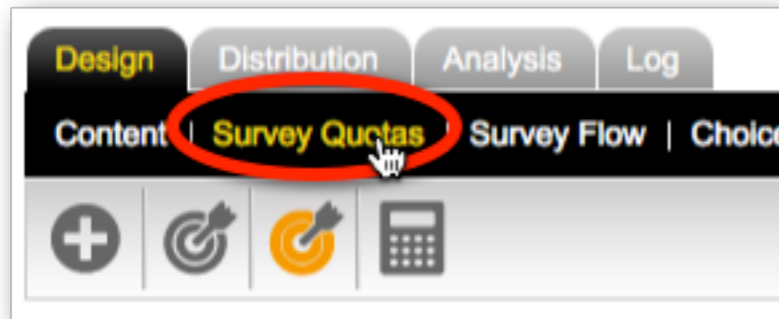 Design Distribution Analysis Log
Content | Survey Quotas | Survey Flow |